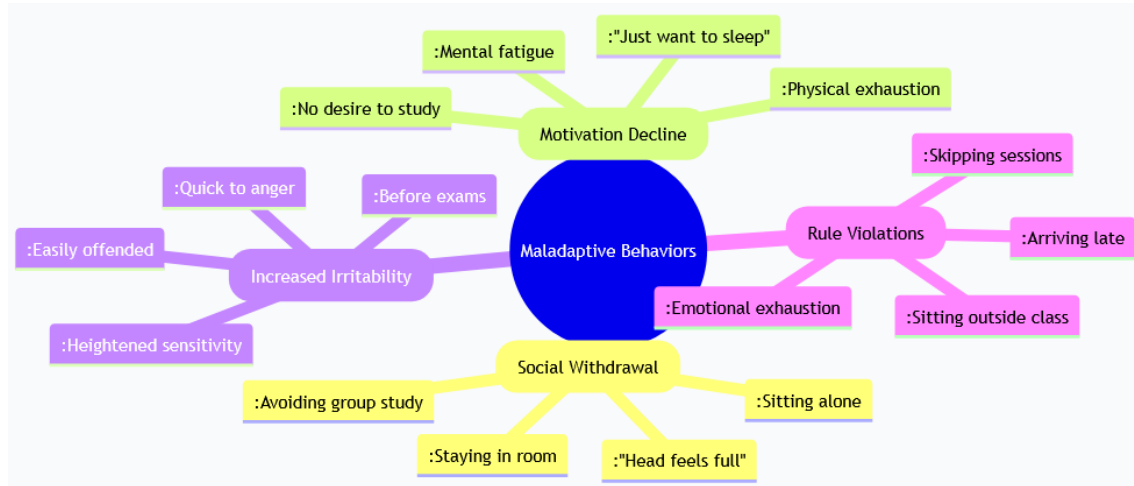 :"Just want to sleep"
:Mental fatigue
:Physical exhaustion
:No desire to study
Motivation Decline
:Skipping sessions
:Quick to anger
:Before exams
Rule Violations
:Arriving late
:Easily offended
Maladaptive Behaviors
Increased Irritability
:Emotional exhaustion
:Sitting outside class
:Heightened sensitivity
Social Withdrawal
:Avoiding group study
:Sitting alone
:Staying in room
:"Head feels full"